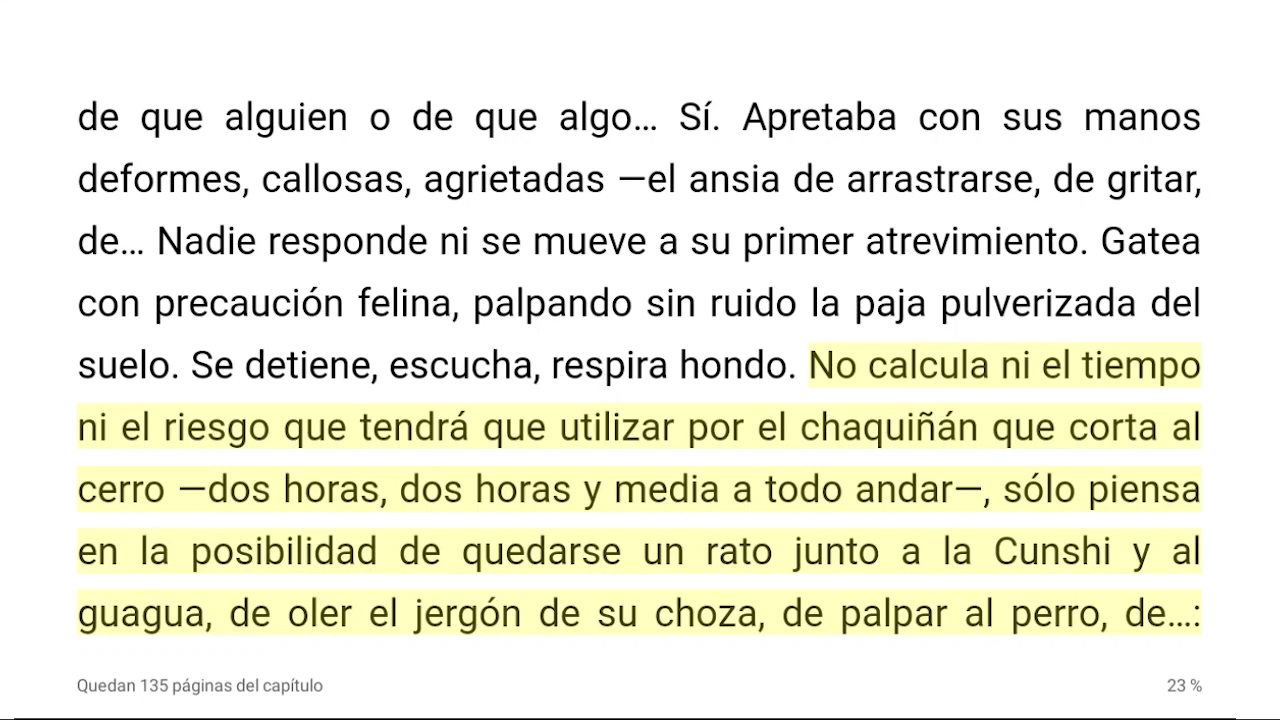 de que alguien o de que algo… Sí. Apretaba con sus manos
deformes, callosas, agrietadas —el ansia de arrastrarse, de gritar,
de… Nadie responde ni se mueve a su primer atrevimiento. Gatea
con precaución felina, palpando sin ruido la paja pulverizada del
suelo. Se detiene, escucha, respira hondo. No calcula ni el tiempo
ni el riesgo que tendrá que utilizar por el chaquiñán que corta al
cerro —dos horas, dos horas y media a todo andar—, sólo piensa
en la posibilidad de quedarse un rato junto a la Cunshi y al
guagua, de oler el jergón de su choza, de palpar al perro, de…:
Quedan 135 páginas del capítulo
23 %